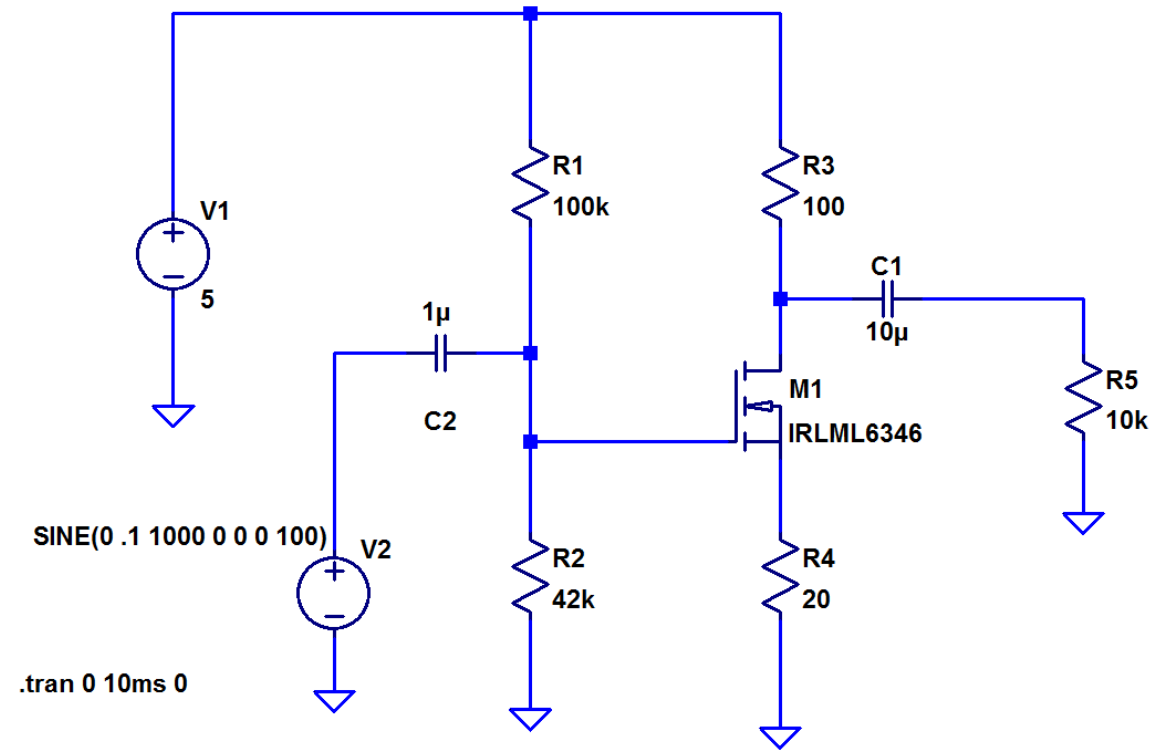 R1
100k
R3
100
V1
5
C1
10µ
1µ
C2
M1
IRLML6346
R5
10k
SINE(0 .1 1000 0 0 0 100)
V2
R2
42k
R4
20
.tran 0 10ms 0